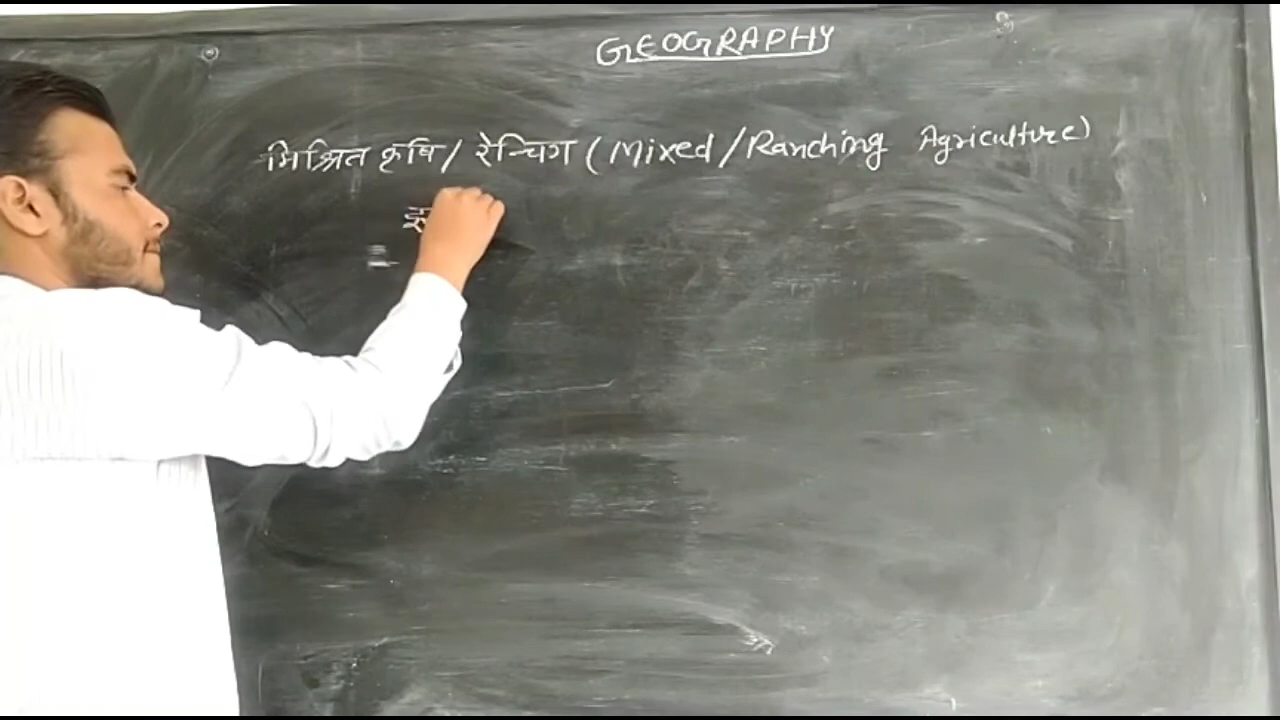 GEOGRAPHY
मिश्रित कृषि / रेन्चिग (Mixed / Ranching Agriculture)